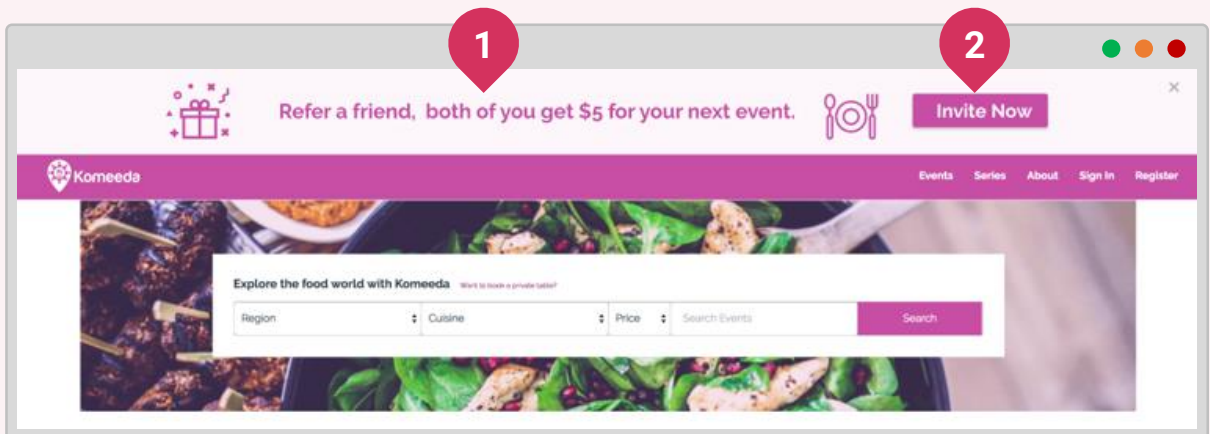 1
2
Refer a friend, both of you get $5 for your next event.
Invite Now
×
Komeeda
Events Series About Sign In Register
Explore the food world with Komeeda Want to book a private table?
Region Cuisine Price Search Events Search